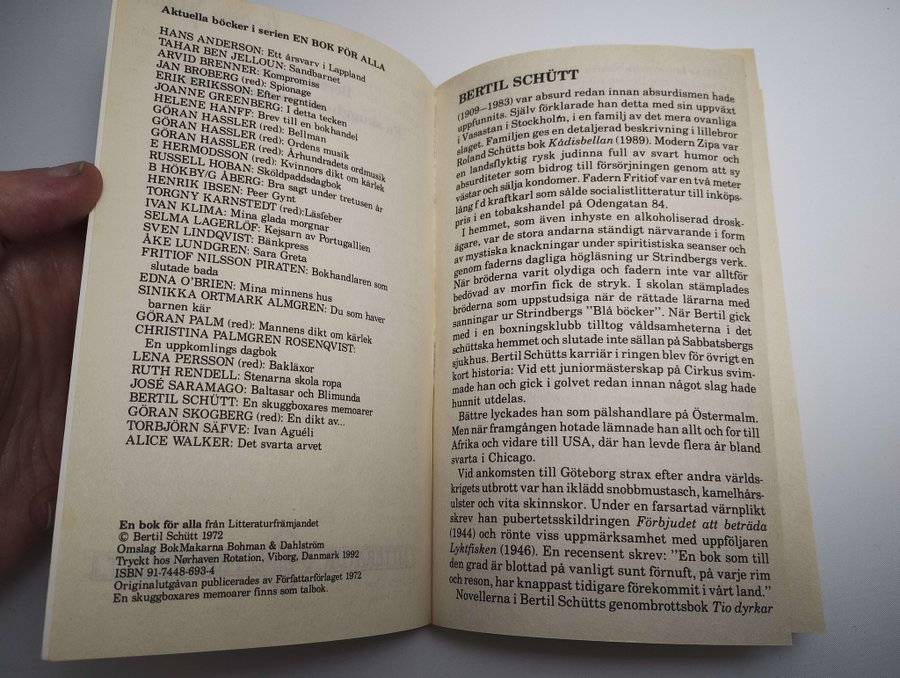 Aktuella böcker i serien EN BOK FÖR ALLA
HANS ANDERSON: Ett årsvarv i Lappland
TAHAR BEN JELLOUN: Sandbarnet
ARVID BRENNER: Kompromiss
JAN BROBERG (red): Spionage
ERIK ERIKSSON: Efter regntiden
JOANNE GREENBERG: I detta tecken
HELENE HANFF: Brev till en bokhandel
GÖRAN HASSLER (red): Bellman
GÖRAN HASSLER (red): Ordens musik
GÖRAN HASSLER (red): Århundradets ordmusik
E HERMODSSON (red): Kvinnors dikt om kärlek
RUSSELL HOBAN: Sköldpaddsdagbok
B HÖKBY/G ÅBERG: Bra sagt under tretusen år
HENRIK IBSEN: Peer Gynt
TORGNY KARNSTEDT (red):Läsfeber
IVAN KLIMA: Mina glada morgnar
SELMA LAGERLÖF: Kejsarn av Portugallien
SVEN LINDQVIST: Bänkpress
ÅKE LUNDGREN: Sara Greta
FRITIOF NILSSON PIRATEN: Bokhandlaren som
slutade bada
EDNA O'BRIEN: Mina minnens hus
SINIKKA ORTMARK ALMGREN: Du som haver
barnen kär
GÖRAN PALM (red): Mannens dikt om kärlek
CHRISTINA PALMGREN ROSENQVIST:
En uppkomlings dagbok
LENA PERSSON (red): Bakläxor
RUTH RENDELL: Stenarna skola ropa
JOSÉ SARAMAGO: Baltasar och Blimunda
BERTIL SCHÜTT: En skuggboxares memoarer
GÖRAN SKOGBERG (red): En dikt av...
TORBJÖRN SÄFVE: Ivan Aguéli
ALICE WALKER: Det svarta arvet
En bok för alla från Litteraturfrämjandet
© Bertil Schütt 1972
Omslag BokMakarna Bohman & Dahlström
Tryckt hos Nørhaven Rotation, Viborg, Danmark 1992
ISBN 91-7448-693-4
Originalutgåvan publicerades av Författarförlaget 1972
En skuggboxares memoarer finns som talbok.
BERTIL SCHÜTT
(1909—1983) var absurd redan innan absurdismen hade
uppfunnits. Själv förklarade han detta med sin uppväxt
i Vasastan i Stockholm, i en familj av det mera ovanliga
slaget. Familjen ges en detaljerad beskrivning i lillebror
Roland Schütts bok Kådisbellan (1989). Modern Zipa var
en landsflyktig rysk judinna full av svart humor och
absurditeter som bidrog till försörjningen genom att sy
västar och sälja kondomer. Fadern Fritiof var en två meter
lång f d kraftkarl som sålde socialistlitteratur till inköps-
pris i en tobakshandel på Odengatan 84.
I hemmet, som även inhyste en alkoholiserad drosk-
ägare, var de stora andarna ständigt närvarande i form
av mystiska knackningar under spiritistiska seanser och
genom faderns dagliga högläsning ur Strindbergs verk.
När bröderna varit olydiga och fadern inte var alltför
bedövad av morfin fick de stryk. I skolan stämplades
bröderna som uppstudsiga när de rättade lärarna med
sanningar ur Strindbergs "Blå böcker". När Bertil gick
med i en boxningsklubb tilltog våldsamheterna i det
schüttska hemmet och slutade inte sällan på Sabbatsbergs
sjukhus. Bertil Schütts karriär i ringen blev för övrigt en
kort historia: Vid ett juniormästerskap på Cirkus svim-
made han och gick i golvet redan innan något slag hade
hunnit utdelas.
Bättre lyckades han som pälshandlare på Östermalm.
Men när framgången hotade lämnade han allt och for till
Afrika och vidare till USA, där han levde flera år bland
svarta i Chicago.
Vid ankomsten till Göteborg strax efter andra världs-
krigets utbrott var han iklädd snobbmustasch, kamelhårs-
ulster och vita skinnskor. Under en farsartad värnplikt
skrev han pubertetsskildringen Förbjudet att beträda
(1944) och rönte viss uppmärksamhet med uppföljaren
Lyktfisken (1946). En recensent skrev: "En bok som till
den grad är blottad på vanligt sunt förnuft, på varje rim
och reson, har knappast tidigare förekommit i vårt land."
Novellerna i Bertil Schütts genombrottsbok Tio dyrkar